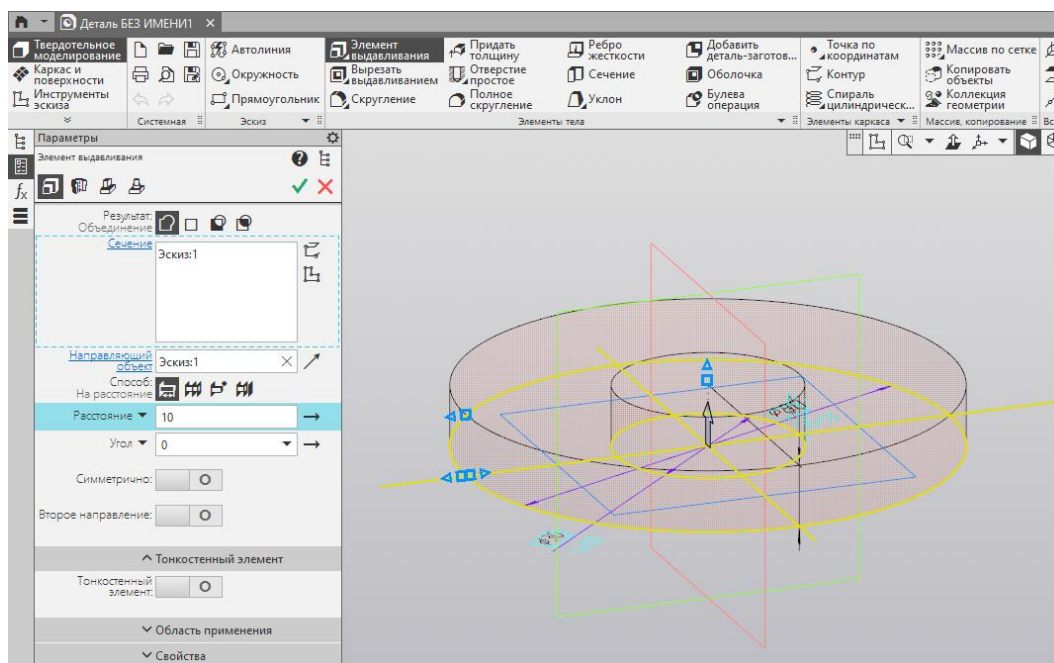 Деталь БЕЗ ИМЕНИ1 ×
Твердотельное
моделирование
Каркас и
поверхности
Инструменты
эскиза
Системная
Автолиния
Окружность
Прямоугольник
Эскиз
Элемент
выдавливания
Вырезать
выдавливанием
Скругление
Придать
толщину
Отверстие
простое
Полное
скругление
Ребро
жесткости
Сечение
Уклон
Добавить
деталь-заготов...
Оболочка
Булева
операция
Элементы тела
Точка по
координатам
Контур
Спираль
цилиндрическ...
Элементы каркаса
Массив по сетке
Копировать
объекты
Коллекция
геометрии
Массив, копирование
Вс
Параметры
Элемент выдавливания
Результат:
Объединение
Сечение
Эскиз:1
Направляющий
объект
Эскиз:1
Способ:
На расстояние
Расстояние
10
Угол
0
Симметрично:
Второе направление:
Тонкостенный элемент
Тонкостенный
элемент:
Область применения
Свойства